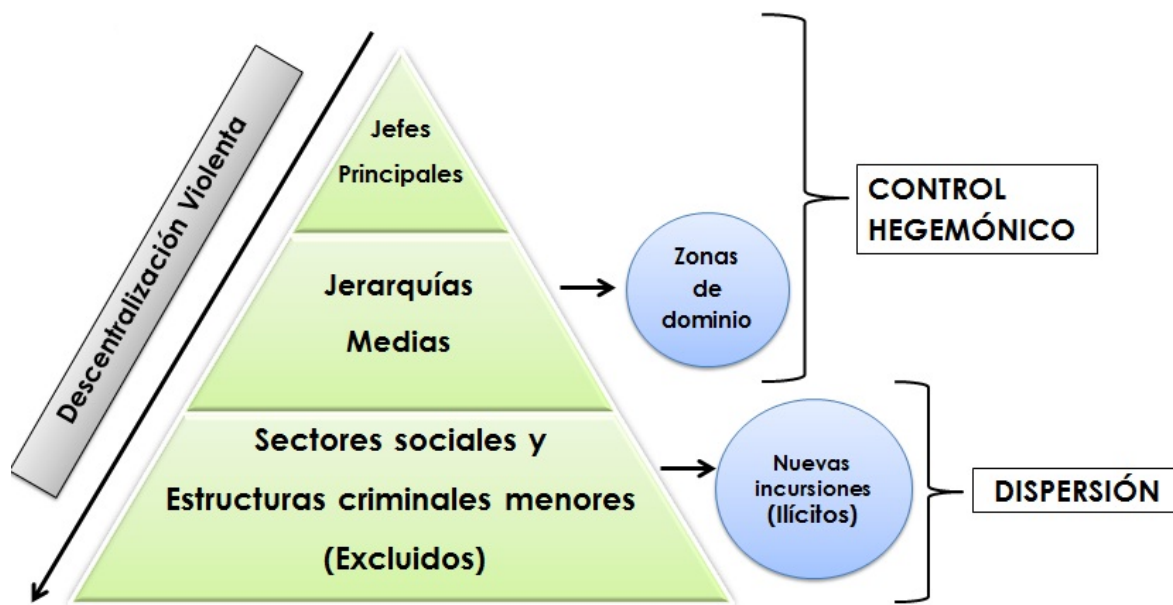 Descentralización Violenta
Jefes
Principales
Jerarquías
Medias
Sectores sociales y
Estructuras criminales menores
(Excluidos)
Zonas
de
dominio
Nuevas
incursiones
(Ilícitos)
CONTROL
HEGEMÓNICO
DISPERSIÓN